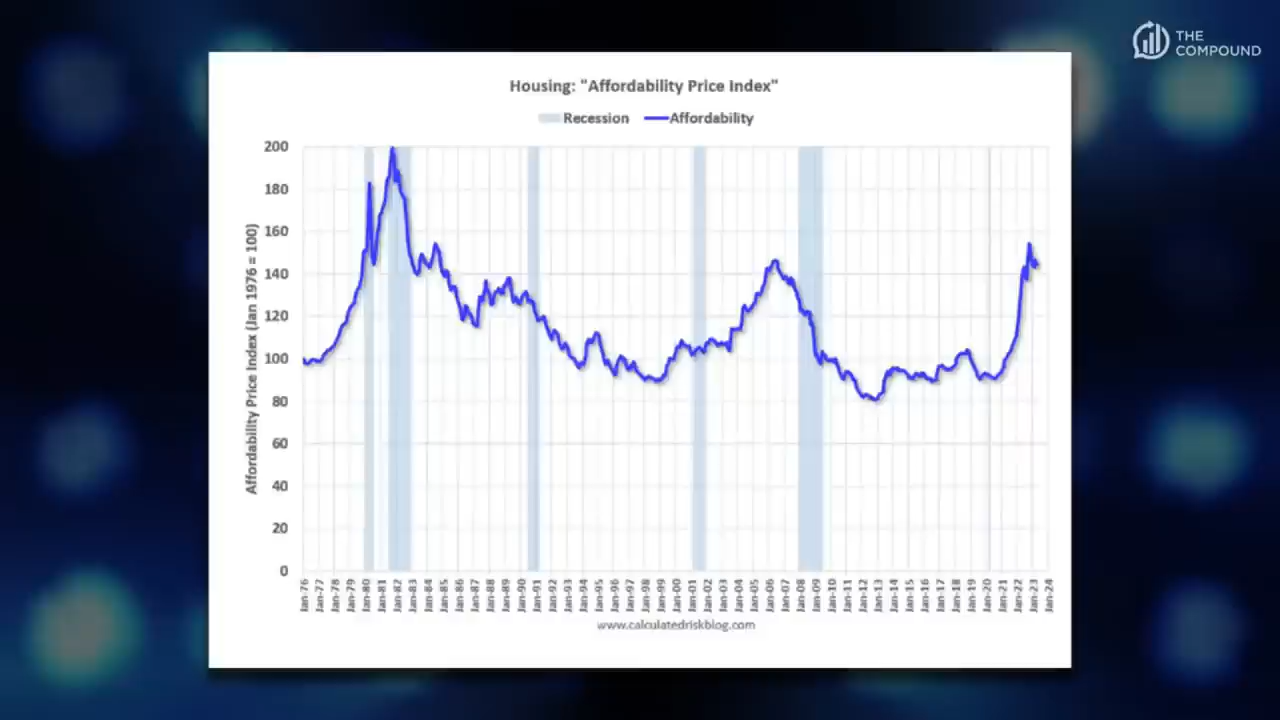 THE
COMPOUND
Housing: "Affordability Price Index"
Recession Affordability
200
180
160
140
120
100
80
60
40
20
0
Affordability Price Index (Jan 1976 = 100)
Jan-76 Jan-77 Jan-78 Jan-79 Jan-80 Jan-81 Jan-82 Jan-83 Jan-84 Jan-85 Jan-86 Jan-87 Jan-88 Jan-89 Jan-90 Jan-91 Jan-92 Jan-93 Jan-94 Jan-95 Jan-96 Jan-97 Jan-98 Jan-99 Jan-00 Jan-01 Jan-02 Jan-03 Jan-04 Jan-05 Jan-06 Jan-07 Jan-08 Jan-09 Jan-10 Jan-11 Jan-12 Jan-13 Jan-14 Jan-15 Jan-16 Jan-17 Jan-18 Jan-19 Jan-20 Jan-21 Jan-22 Jan-23 Jan-24
www.calculatedriskblog.com